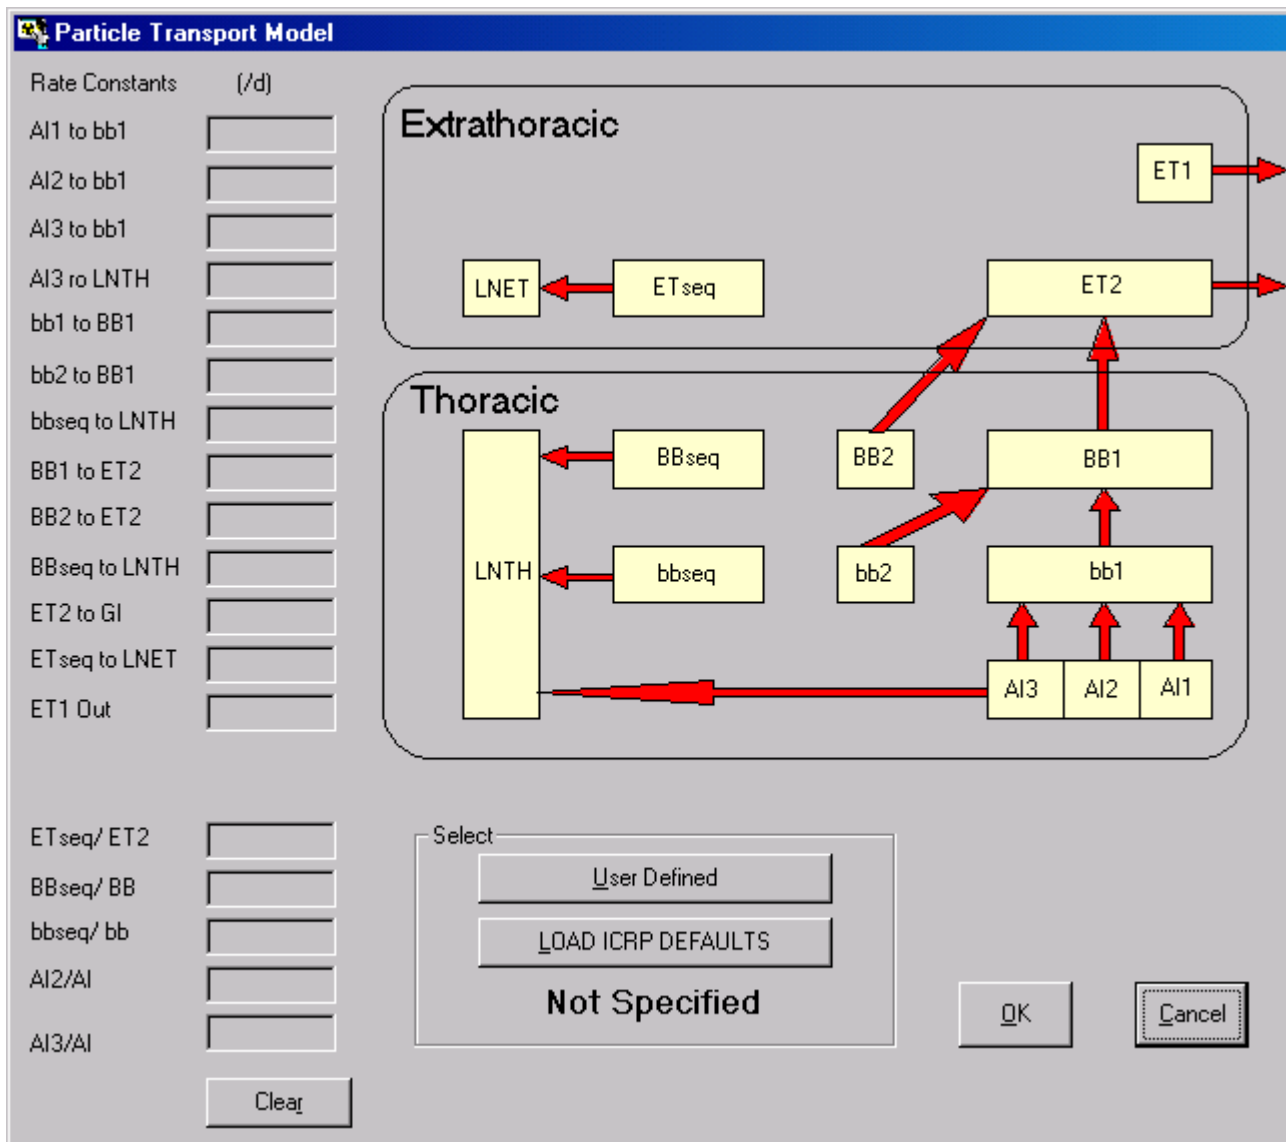 Particle Transport Model
Rate Constants (/d)
AI1 to bb1
AI2 to bb1
AI3 to bb1
AI3 ro LNTH
bb1 to BB1
bb2 to BB1
bbseq to LNTH
BB1 to ET2
BB2 to ET2
BBseq to LNTH
ET2 to GI
ETseq to LNET
ET1 Out
ETseq/ ET2
BBseq/ BB
bbseq/ bb
AI2/AI
AI3/AI
Clear
Extrathoracic
ET1
LNET ETseq ET2
Thoracic
BBseq BB2 BB1
LNTH bbseq bb2 bb1
AI3 AI2 AI1
Select
User Defined
LOAD ICRP DEFAULTS
Not Specified
OK Cancel